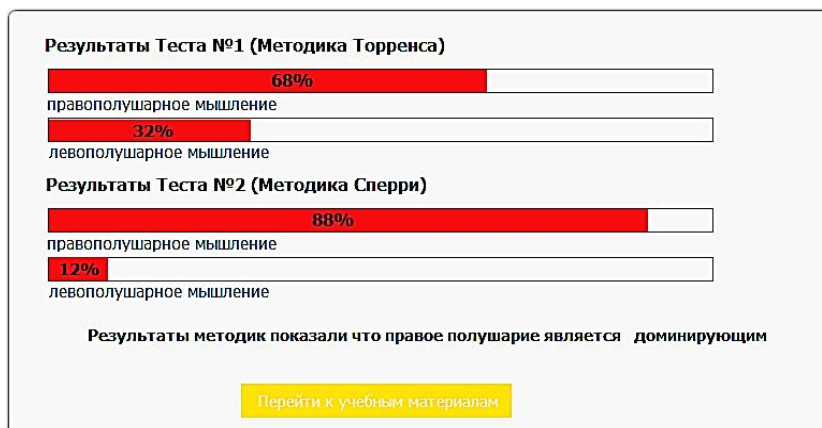 Результаты Теста №1 (Методика Торренса)
68%
правополушарное мышление
32%
левополушарное мышление
Результаты Теста №2 (Методика Сперри)
88%
правополушарное мышление
12%
левополушарное мышление
Результаты методик показали что правое полушарие является доминирующим
Перейти к учебным материалам